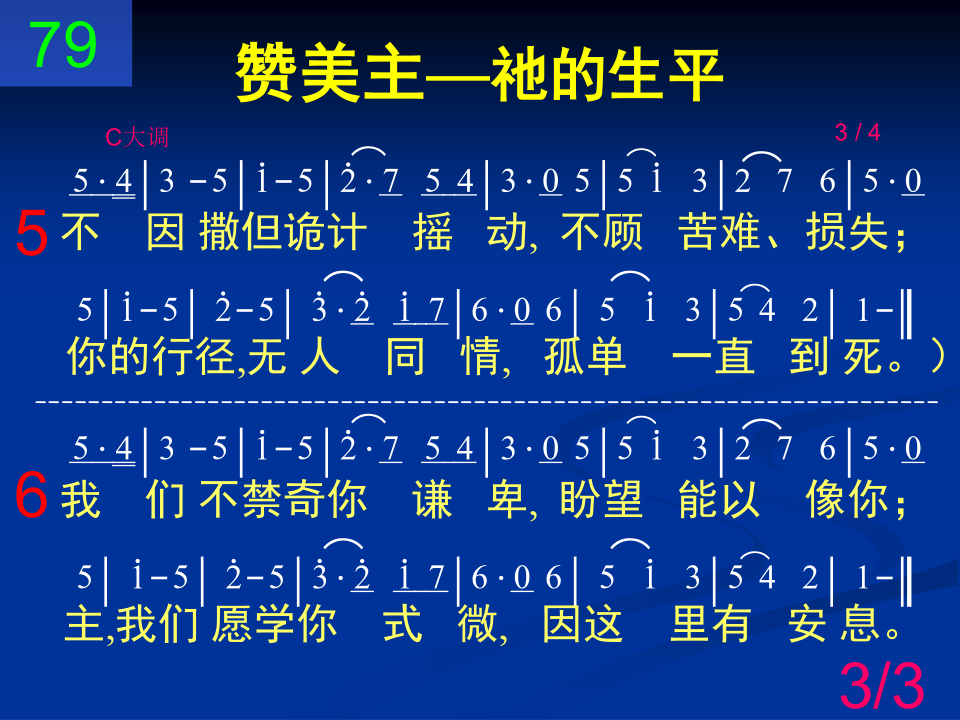 79
赞美主—祂的生平
C大调 3 / 4
5 · 4|3 -5|i-5|2̇ · 7 5 4|3 · 0 5|5 i 3|2 7 6|5 · 0
5 不 因 撒但诡计 摇 动, 不顾 苦难、损失；
5|i-5|2̇-5|3̇ · 2̇ i 7|6 · 0 6|5 i 3|5 4 2|1-‖
你的行径,无 人 同 情, 孤单 一直 到 死。）
5 · 4|3 -5|i-5|2̇ · 7 5 4|3 · 0 5|5 i 3|2 7 6|5 · 0
6 我 们 不禁奇你 谦 卑, 盼望 能以 像你；
5|i-5|2̇-5|3̇ · 2̇ i 7|6 · 0 6|5 i 3|5 4 2|1-‖
主,我们 愿学你 式 微, 因这 里有 安 息。
3/3